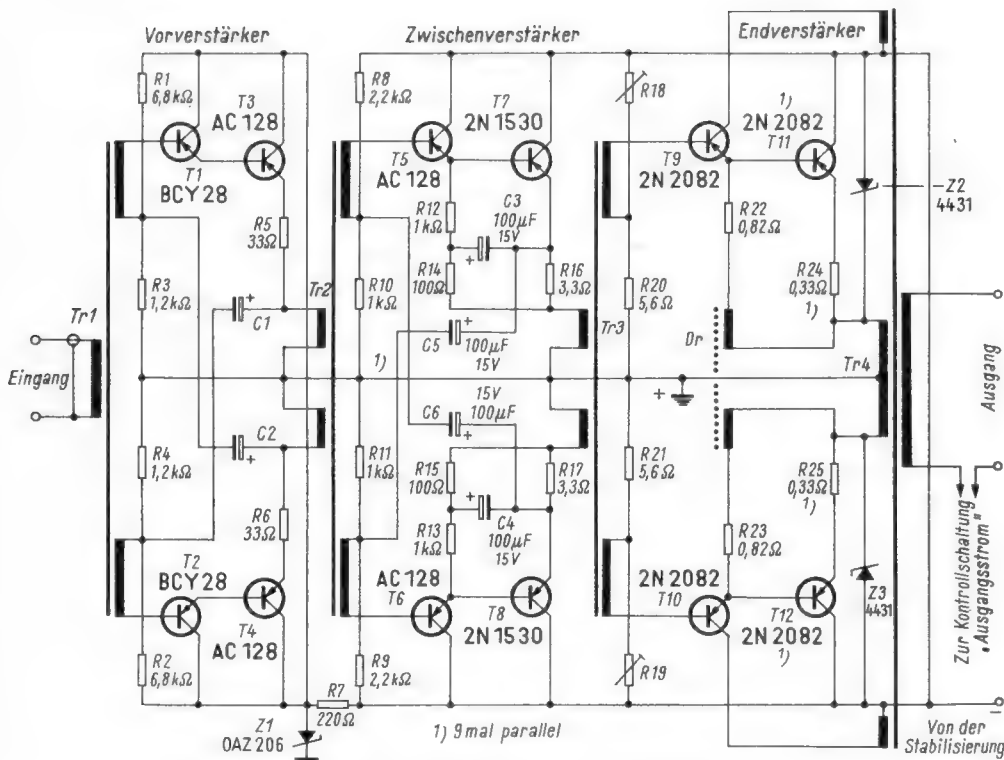 Vorverstärker
Zwischenverstärker
Endverstärker
R1
6,8kΩ
T3
AC 128
T1
BCY 28
R5
33Ω
R3
1,2kΩ
Tr1
C1
Tr2
Eingang
C2
R4
1,2kΩ
R6
33Ω
T2
BCY 28
T4
AC 128
R2
6,8kΩ
R7
220Ω
Z1
OAZ 206
R8
2,2kΩ
T7
2N 1530
T5
AC 128
R12
1kΩ
C3
100µF
15V
R14
100Ω
R16
3,3Ω
R10
1kΩ
C5
100µF
15V
1)
Tr3
15V
100µF
C6
R11
1kΩ
R15
100Ω
R17
3,3Ω
R13
1kΩ
C4
100µF
15V
AC 128
T6
T8
2N 1530
R9
2,2kΩ
1) 9mal parallel
R18
1)
2N 2082
T11
T9
2N 2082
Z2
4431
R22
0,82Ω
R24
0,33Ω
1)
R20
5,6Ω
Dr
Tr4
+
Ausgang
R21
5,6Ω
R25
0,33Ω
1)
R23
0,82Ω
2N 2082
T10
T12
2N 2082
1)
Z3
4431
R19
Zur Kontrollschaltung
"Ausgangsstrom"
−
Von der
Stabilisierung